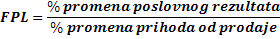 FPL = % promena poslovnog rezultata
% promena prihoda od prodaje